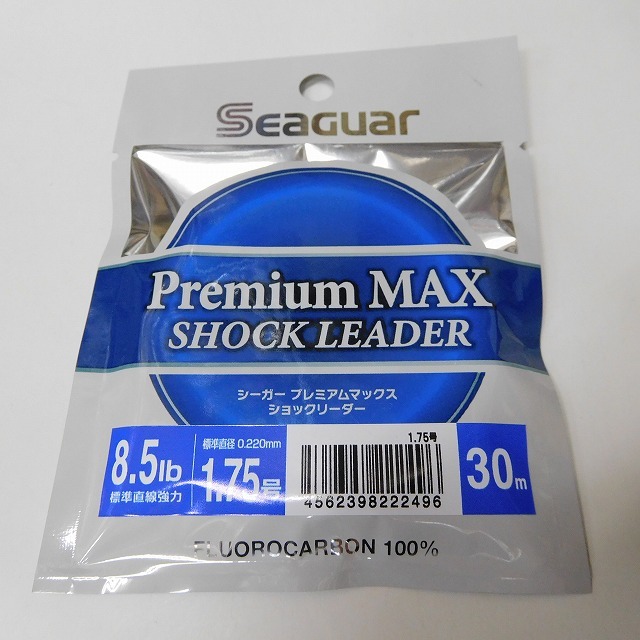 Seaguar
Premium MAX
SHOCK LEADER
シーガー プレミアムマックス
ショックリーダー
8.5lb
標準直線強力
標準直径 0.220mm
1.75号
1.75号
4562398222496
30m
FLUOROCARBON 100%